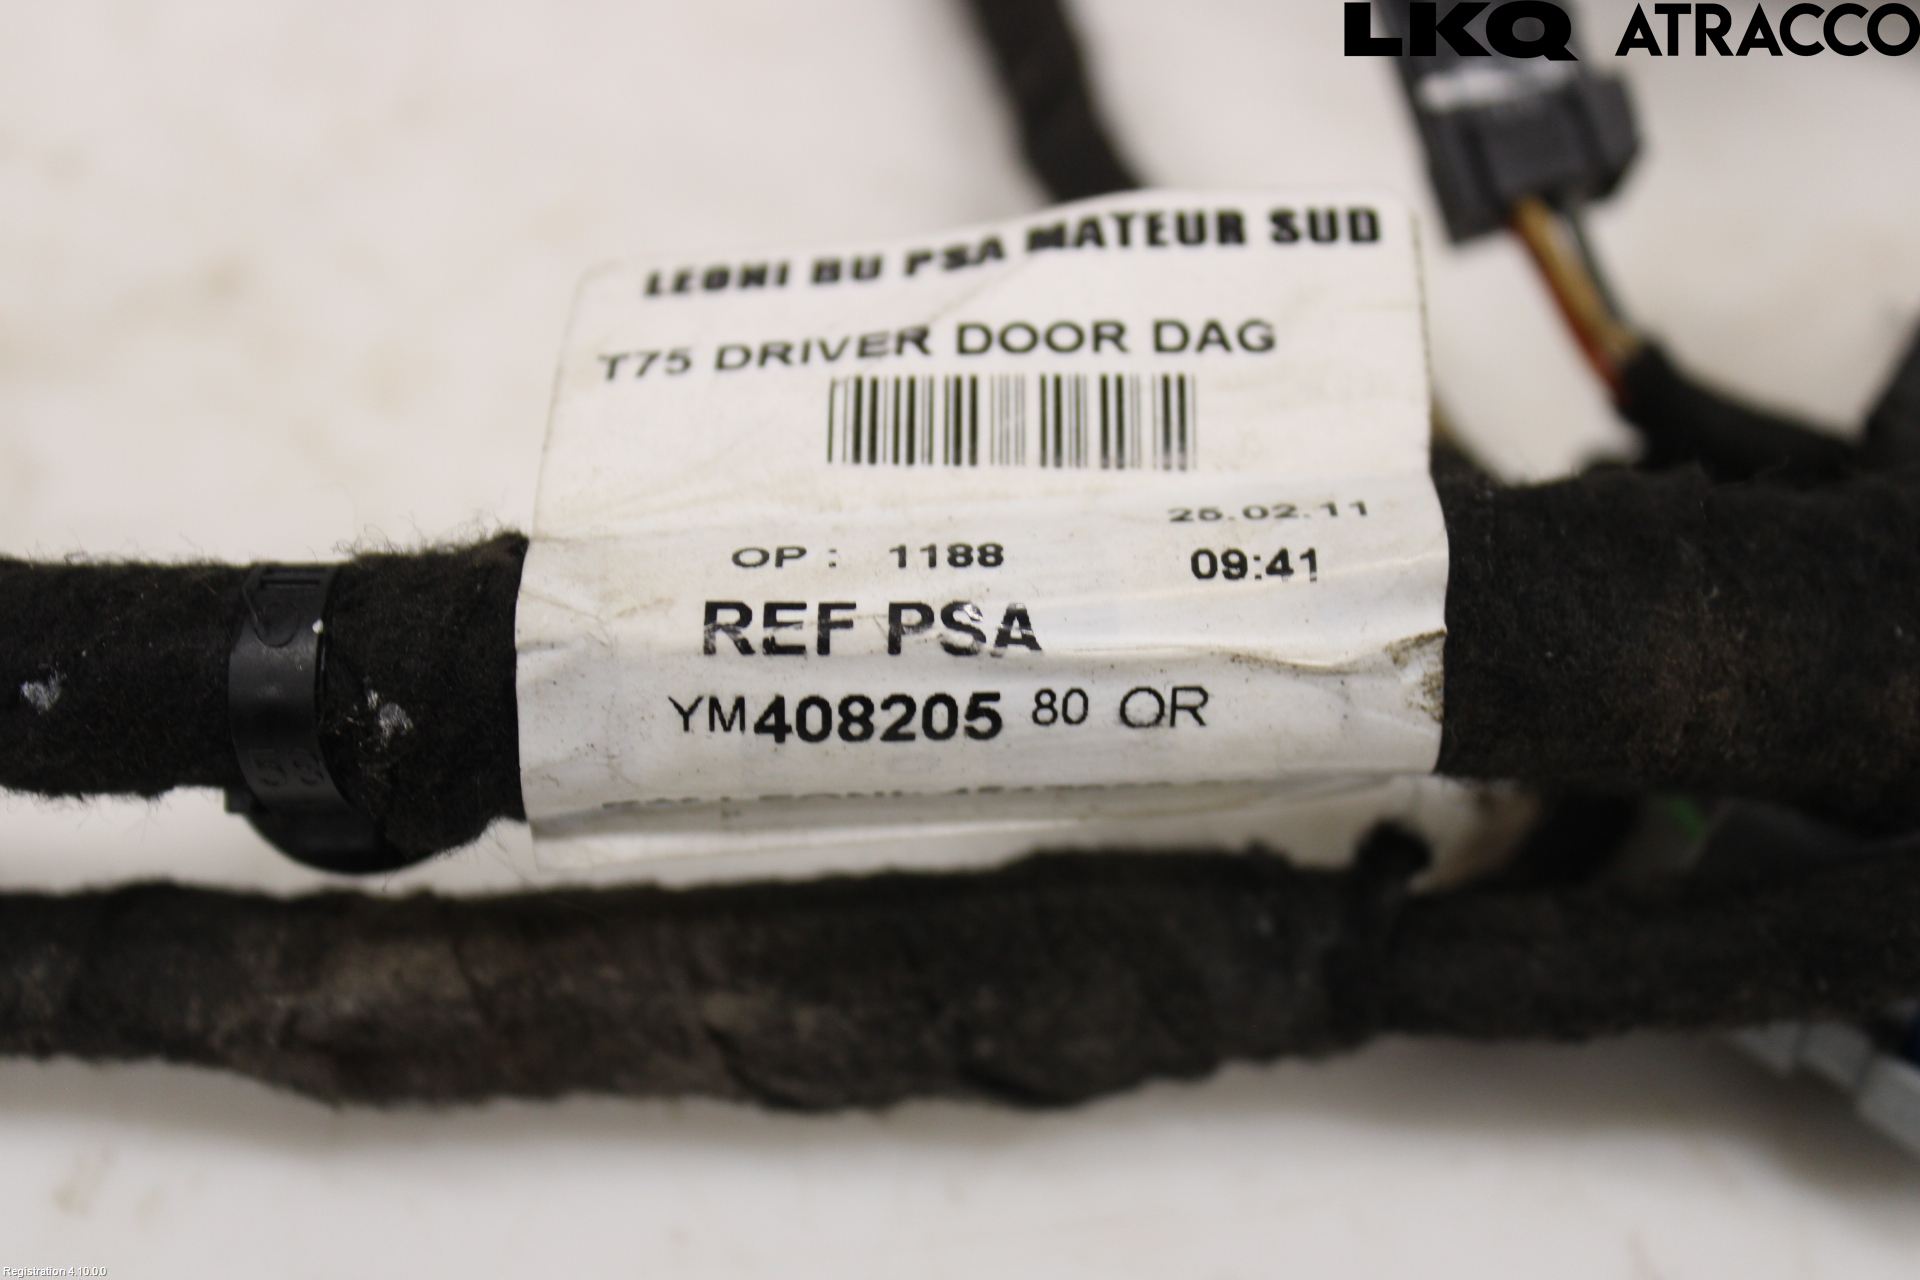 LKQ ATRACCO
LEONI BU PSA MATEUR SUD
T75 DRIVER DOOR DAG
25.02.11
OP : 1188 09:41
REF PSA
YM408205 80 OR
Registration 4.10.0.0